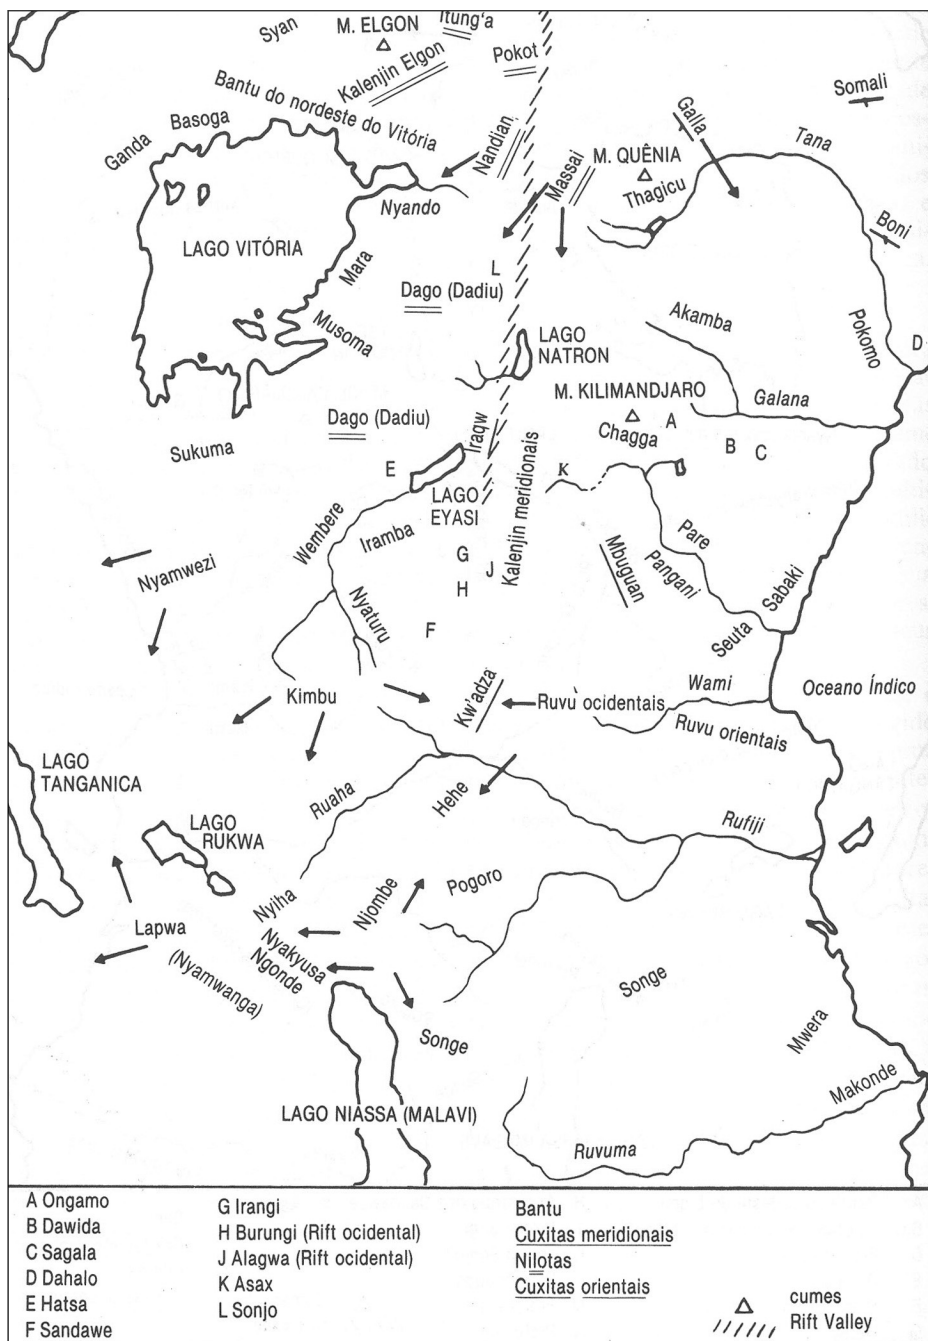 Syan
M. ELGON
Itung'a
Kalenjin Elgon
Pokot
Bantu do nordeste do Vitória
Basoga
Ganda
Nandian
Massai
Galla
Somali
Tana
M. QUÊNIA
Thagicu
Nyando
Boni
LAGO VITÓRIA
Mara
L
Dago (Dadiu)
Musoma
Akamba
Pokomo
D
LAGO
NATRON
M. KILIMANDJARO
Chagga
A
Galana
B
C
Dago (Dadiu)
Iraqw
Sukuma
E
K
LAGO
EYASI
Kalenjin meridionais
Wembere
Iramba
G
J
H
Mbuguan
Pare
Pangani
Sabaki
Nyamwezi
Nyaturu
F
Seuta
Kimbu
Kw'adza
Ruvu ocidentais
Wami
Ruvu orientais
Oceano Índico
LAGO
TANGANICA
LAGO
RUKWA
Ruaha
Hehe
Rufiji
Nyiha
Njombe
Pogoro
Lapwa
Nyakyusa
Ngonde
(Nyamwanga)
Songe
Songe
Mwera
Makonde
LAGO NIASSA (MALAVI)
Ruvuma
A Ongamo
B Dawida
C Sagala
D Dahalo
E Hatsa
F Sandawe
G Irangi
H Burungi (Rift ocidental)
J Alagwa (Rift ocidental)
K Asax
L Sonjo
Bantu
Cuxitas meridionais
Nilotas
Cuxitas orientais
cumes
Rift Valley